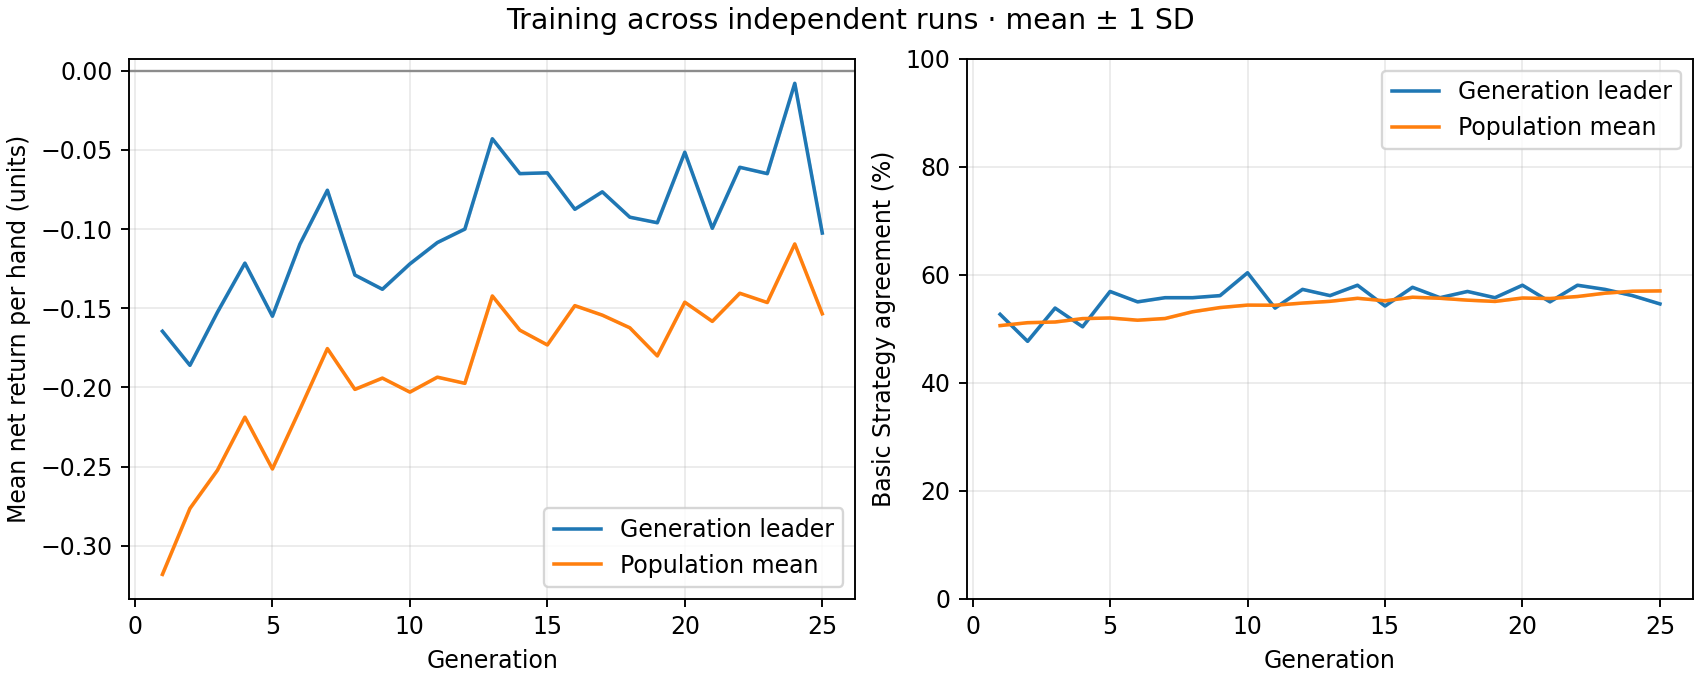 Training across independent runs · mean ± 1 SD
Mean net return per hand (units)
0.00
−0.05
−0.10
−0.15
−0.20
−0.25
−0.30
Generation leader
Population mean
0 5 10 15 20 25
Generation
Basic Strategy agreement (%)
100
80
60
40
20
0
Generation leader
Population mean
0 5 10 15 20 25
Generation